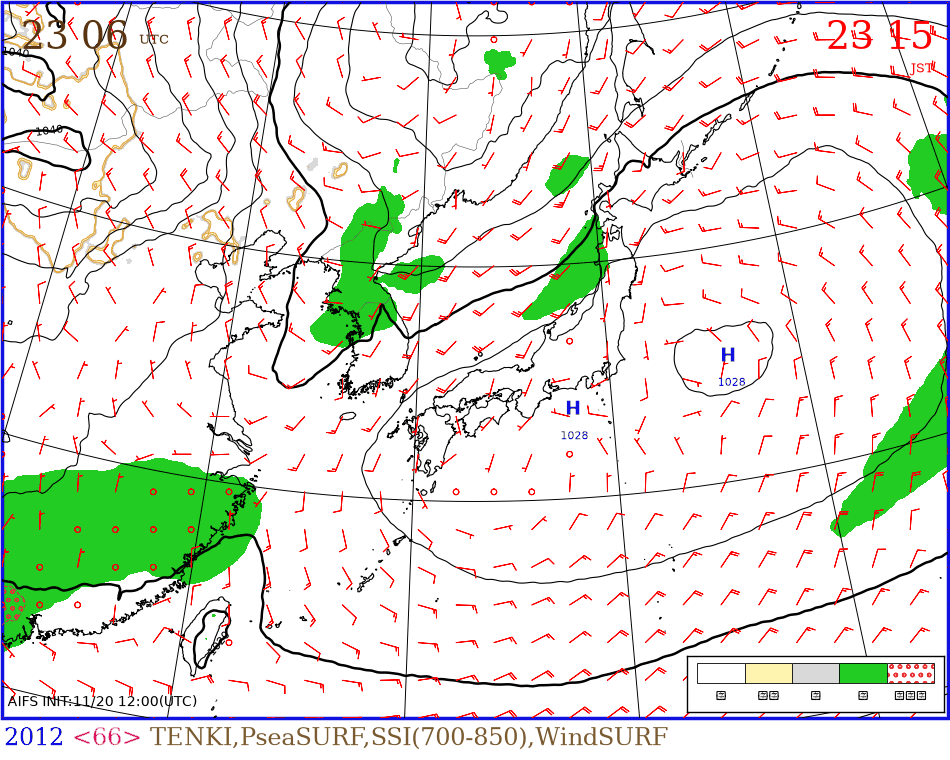 23 06 UTC
23 15
JST
1040
1040
H
1028
H
1028
AIFS INIT:11/20 12:00(UTC)
2012 <66> TENKI,PseaSURF,SSI(700-850),WindSURF